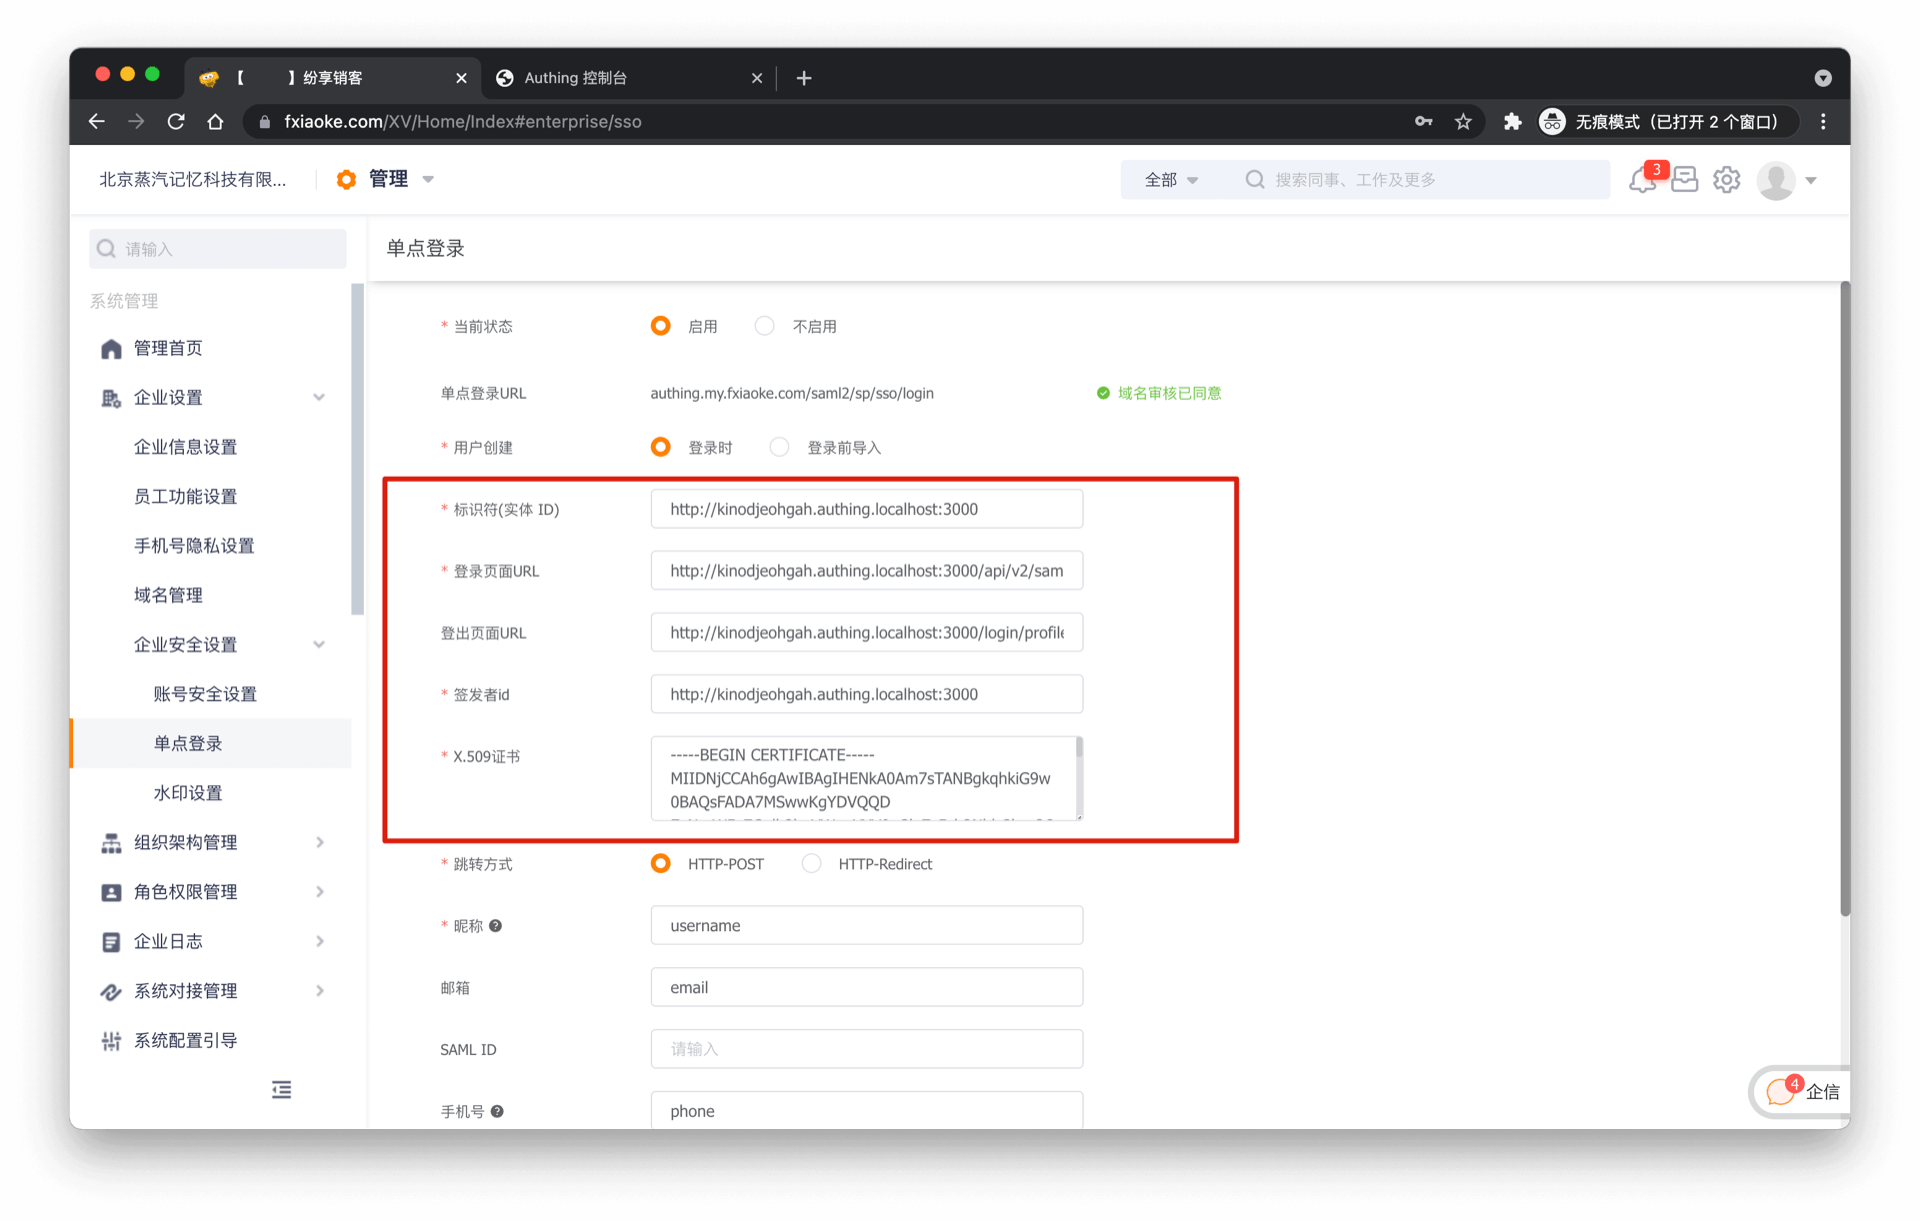 【 】纷享销客
Authing 控制台
fxiaoke.com/XV/Home/Index#enterprise/sso
无痕模式（已打开 2 个窗口）
北京蒸汽记忆科技有限...
管理
全部
搜索同事、工作及更多
3
请输入
单点登录
系统管理
管理首页
企业设置
企业信息设置
员工功能设置
手机号隐私设置
域名管理
企业安全设置
账号安全设置
单点登录
水印设置
组织架构管理
角色权限管理
企业日志
系统对接管理
系统配置引导
* 当前状态 启用 不启用
单点登录URL authing.my.fxiaoke.com/saml2/sp/sso/login 域名审核已同意
* 用户创建 登录时 登录前导入
* 标识符(实体 ID) http://kinodjeohgah.authing.localhost:3000
* 登录页面URL http://kinodjeohgah.authing.localhost:3000/api/v2/sam
登出页面URL http://kinodjeohgah.authing.localhost:3000/login/profile
* 签发者id http://kinodjeohgah.authing.localhost:3000
* X.509证书 -----BEGIN CERTIFICATE-----
MIIDNjCCAh6gAwIBAgIHENkA0Am7sTANBgkqhkiG9w
0BAQsFADA7MSwwKgYDVQQD
* 跳转方式 HTTP-POST HTTP-Redirect
* 昵称 username
邮箱 email
SAML ID 请输入
手机号 phone
4
企信